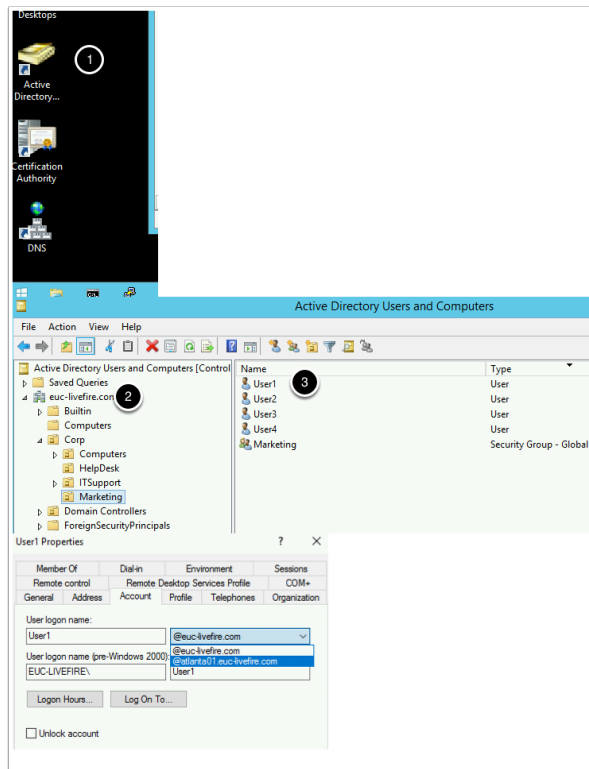 Desktops
1
Active
Directory...
Certification
Authority
DNS
Active Directory Users and Computers
File Action View Help
Active Directory Users and Computers [Control
Saved Queries
euc-livefire.com
2
Builtin
Computers
Corp
Computers
HelpDesk
ITSupport
Marketing
Domain Controllers
ForeignSecurityPrincipals
Name Type
User1 User
3
User2 User
User3 User
User4 User
Marketing Security Group - Global
User1 Properties ? X
Member Of Dial-in Environment Sessions
Remote control Remote Desktop Services Profile COM+
General Address Account Profile Telephones Organization
User logon name:
User1 @euc-livefire.com
@euc-livefire.com
User logon name (pre-Windows 2000): @atlanta01.euc-livefire.com
EUC-LIVEFIRE\ User1
Logon Hours... Log On To...
Unlock account